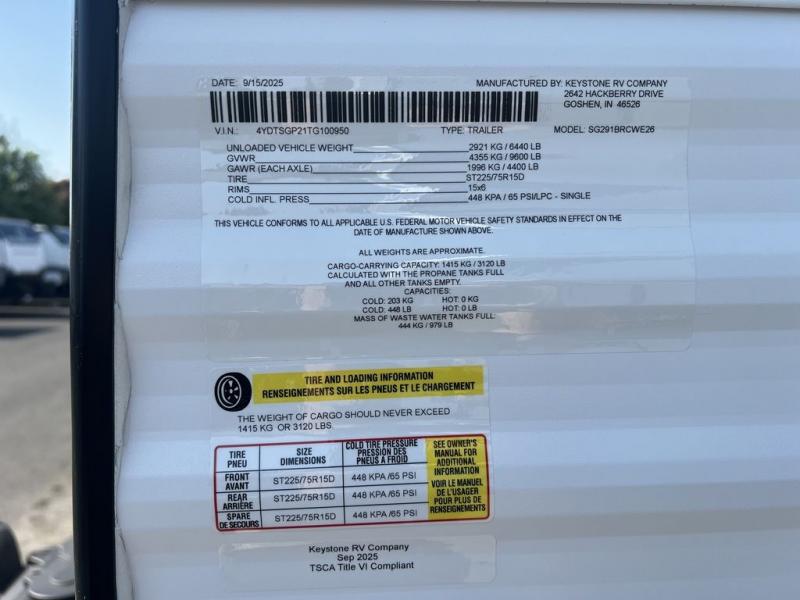 DATE: 9/15/2025 MANUFACTURED BY: KEYSTONE RV COMPANY
2642 HACKBERRY DRIVE
GOSHEN, IN 46526
V.I.N. 4YDTSGP21TG100950 TYPE: TRAILER MODEL: SG291BRCWE26
UNLOADED VEHICLE WEIGHT 2921 KG / 6440 LB
GVWR 4355 KG / 9600 LB
GAWR (EACH AXLE) 1996 KG / 4400 LB
TIRE ST225/75R15D
RIMS 15x6
COLD INFL. PRESS 448 KPA / 65 PSI/LPC - SINGLE
THIS VEHICLE CONFORMS TO ALL APPLICABLE U.S. FEDERAL MOTOR VEHICLE SAFETY STANDARDS IN EFFECT ON THE
DATE OF MANUFACTURE SHOWN ABOVE.
ALL WEIGHTS ARE APPROXIMATE.
CARGO-CARRYING CAPACITY: 1415 KG / 3120 LB
CALCULATED WITH THE PROPANE TANKS FULL
AND ALL OTHER TANKS EMPTY.
CAPACITIES:
COLD: 203 KG HOT: 0 KG
COLD: 448 LB HOT: 0 LB
MASS OF WASTE WATER TANKS FULL:
444 KG / 979 LB
TIRE AND LOADING INFORMATION
RENSEIGNEMENTS SUR LES PNEUS ET LE CHARGEMENT
THE WEIGHT OF CARGO SHOULD NEVER EXCEED
1415 KG OR 3120 LBS.
TIRE
PNEU
SIZE
DIMENSIONS
COLD TIRE PRESSURE
PRESSION DES
PNEUS A FROID
SEE OWNER'S
MANUAL FOR
ADDITIONAL
INFORMATION
VOIR LE MANUEL
DE L'USAGER
POUR PLUS DE
RENSEIGNEMENTS
FRONT
AVANT
ST225/75R15D 448 KPA /65 PSI
REAR
ARRIÈRE
ST225/75R15D 448 KPA /65 PSI
SPARE
DE SECOURS
ST225/75R15D 448 KPA /65 PSI
Keystone RV Company
Sep 2025
TSCA Title VI Compliant